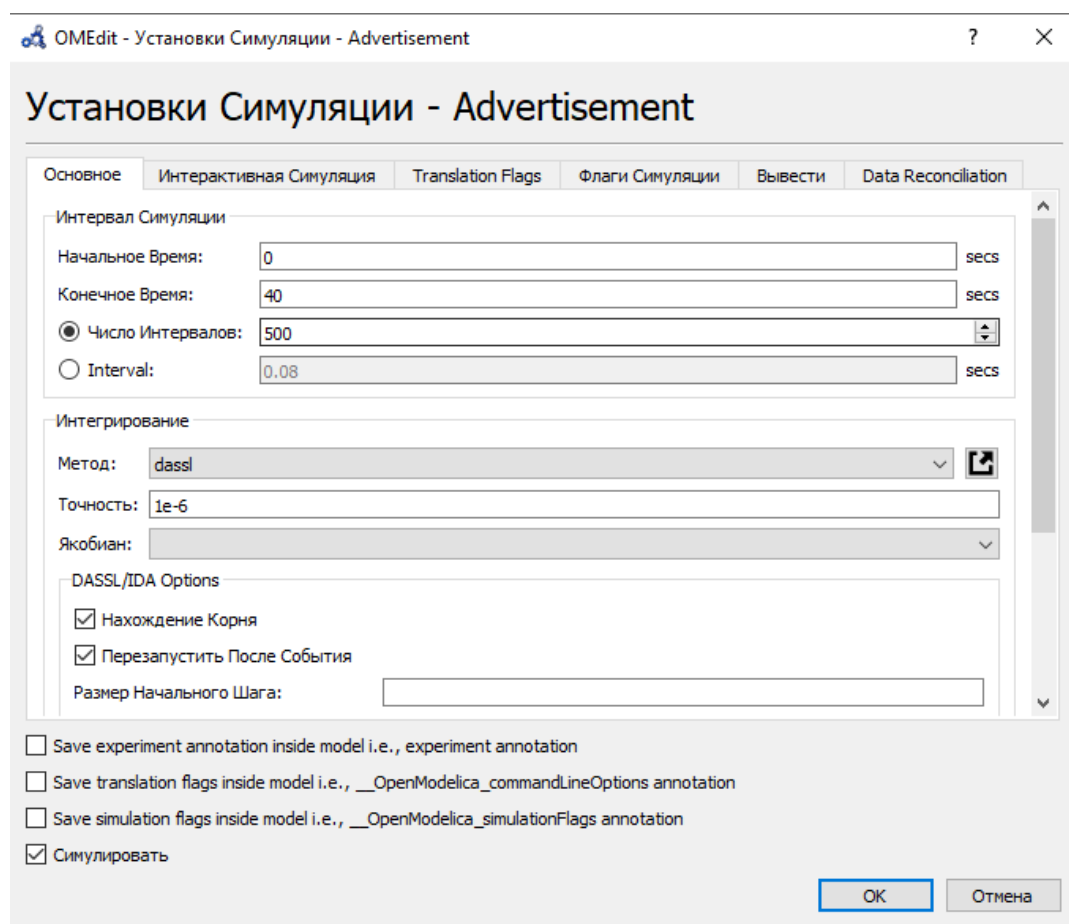 OMEdit - Установки Симуляции - Advertisement ?
Установки Симуляции - Advertisement
Основное Интерактивная Симуляция Translation Flags Флаги Симуляции Вывести Data Reconciliation
Интервал Симуляции
Начальное Время: 0 secs
Конечное Время: 40 secs
Число Интервалов: 500
Interval: 0.08 secs
Интегрирование
Метод: dassl
Точность: 1e-6
Якобиан:
DASSL/IDA Options
Нахождение Корня
Перезапустить После События
Размер Начального Шага:
Save experiment annotation inside model i.e., experiment annotation
Save translation flags inside model i.e., __OpenModelica_commandLineOptions annotation
Save simulation flags inside model i.e., __OpenModelica_simulationFlags annotation
Симулировать
OK Отмена